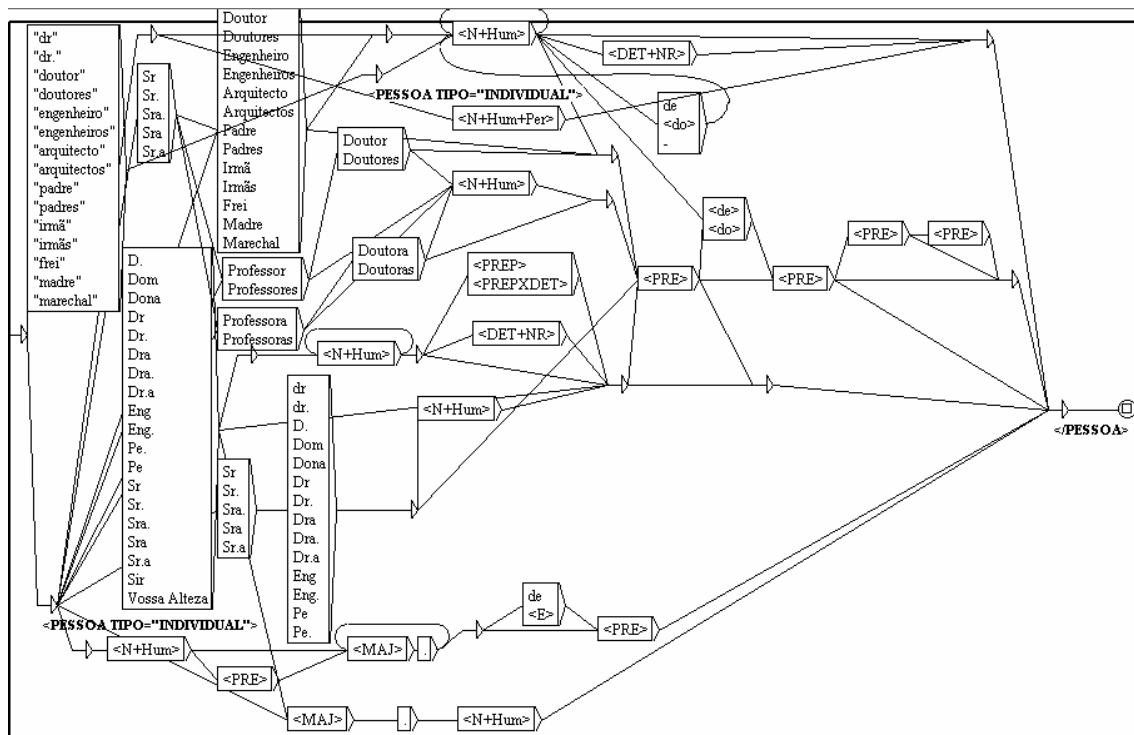 "dr"
"dr."
"doutor"
"doutores"
"engenheiro"
"engenheiros"
"arquitecto"
"arquitectos"
"padre"
"padres"
"irmã"
"irmãs"
"frei"
"madre"
"marechal"
Sr
Sr.
Sra.
Sra
Sr.a
Doutor
Doutores
Engenheiro
Engenheiros
Arquitecto
Arquitectos
Padre
Padres
Irmã
Irmãs
Frei
Madre
Marechal
<N+Hum>
<DET+NR>
<PESSOA TIPO="INDIVIDUAL">
<N+Hum+Per>
de
<do>
-
Doutor
Doutores
<N+Hum>
Doutora
Doutoras
Professor
Professores
Professora
Professoras
<PREP>
<PREPXDET>
<DET+NR>
<N+Hum>
<PRE>
<de>
<do>
<PRE>
<PRE>
<PRE>
D.
Dom
Dona
Dr
Dr.
Dra
Dra.
Dr.a
Eng
Eng.
Pe.
Pe
Sr
Sr.
Sra.
Sra
Sr.a
Sir
Vossa Alteza
Sr
Sr.
Sra.
Sra
Sr.a
dr
dr.
D.
Dom
Dona
Dr
Dr.
Dra
Dra.
Dr.a
Eng
Eng.
Pe
Pe.
<N+Hum>
</PESSOA>
<PESSOA TIPO="INDIVIDUAL">
<N+Hum>
<PRE>
<MAJ>
.
de
<E>
<PRE>
<MAJ>
.
<N+Hum>